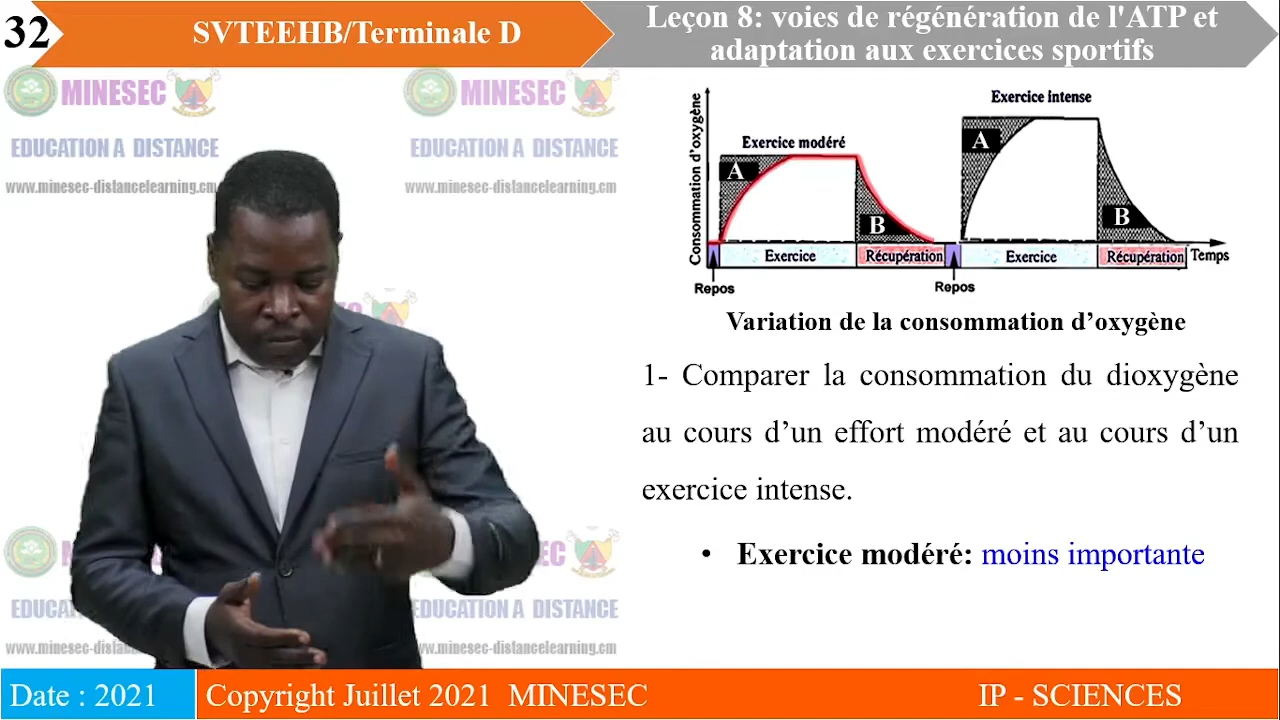 32
SVTEEHB/Terminale D
Leçon 8: voies de régénération de l'ATP et
adaptation aux exercices sportifs
MINESEC
MINESEC
EDUCATION A DISTANCE
EDUCATION A DISTANCE
www.minesec-distancelearning.cm
www.minesec-distancelearning.cm
Consommation d'oxygène
Exercice modéré
Exercice intense
A
B
A
B
Exercice
Récupération
Exercice
Récupération
Temps
Repos
Repos
Variation de la consommation d’oxygène
1- Comparer la consommation du dioxygène
au cours d’un effort modéré et au cours d’un
exercice intense.
• Exercice modéré: moins importante
Date : 2021
Copyright Juillet 2021 MINESEC
IP - SCIENCES